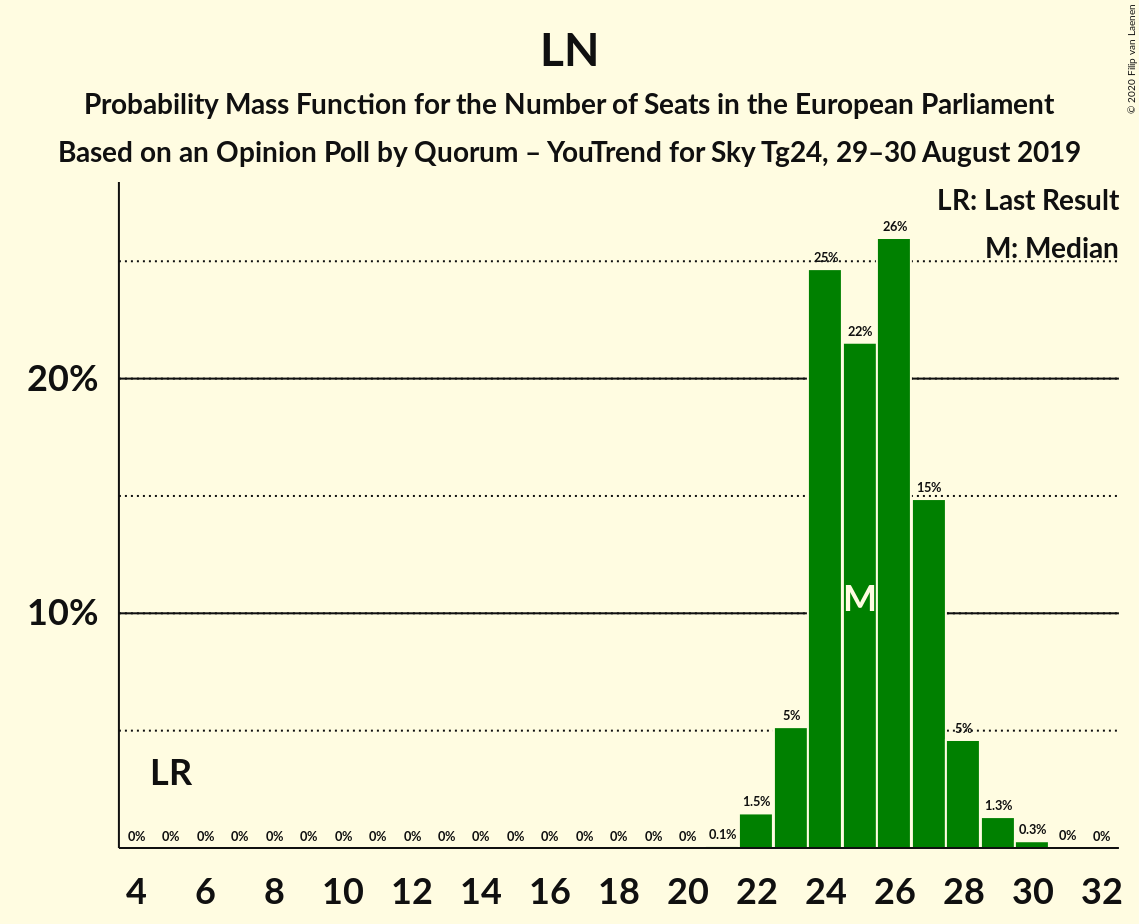 LN
Probability Mass Function for the Number of Seats in the European Parliament
Based on an Opinion Poll by Quorum – YouTrend for Sky Tg24, 29–30 August 2019
© 2020 Filip van Laenen
LR: Last Result
M: Median
26%
25%
22%
20%
15%
M
10%
5%
5%
LR
1.5%
1.3%
0% 0% 0% 0% 0% 0% 0% 0% 0% 0% 0% 0% 0% 0% 0% 0% 0% 0.1% 0.3% 0% 0%
4 6 8 10 12 14 16 18 20 22 24 26 28 30 32